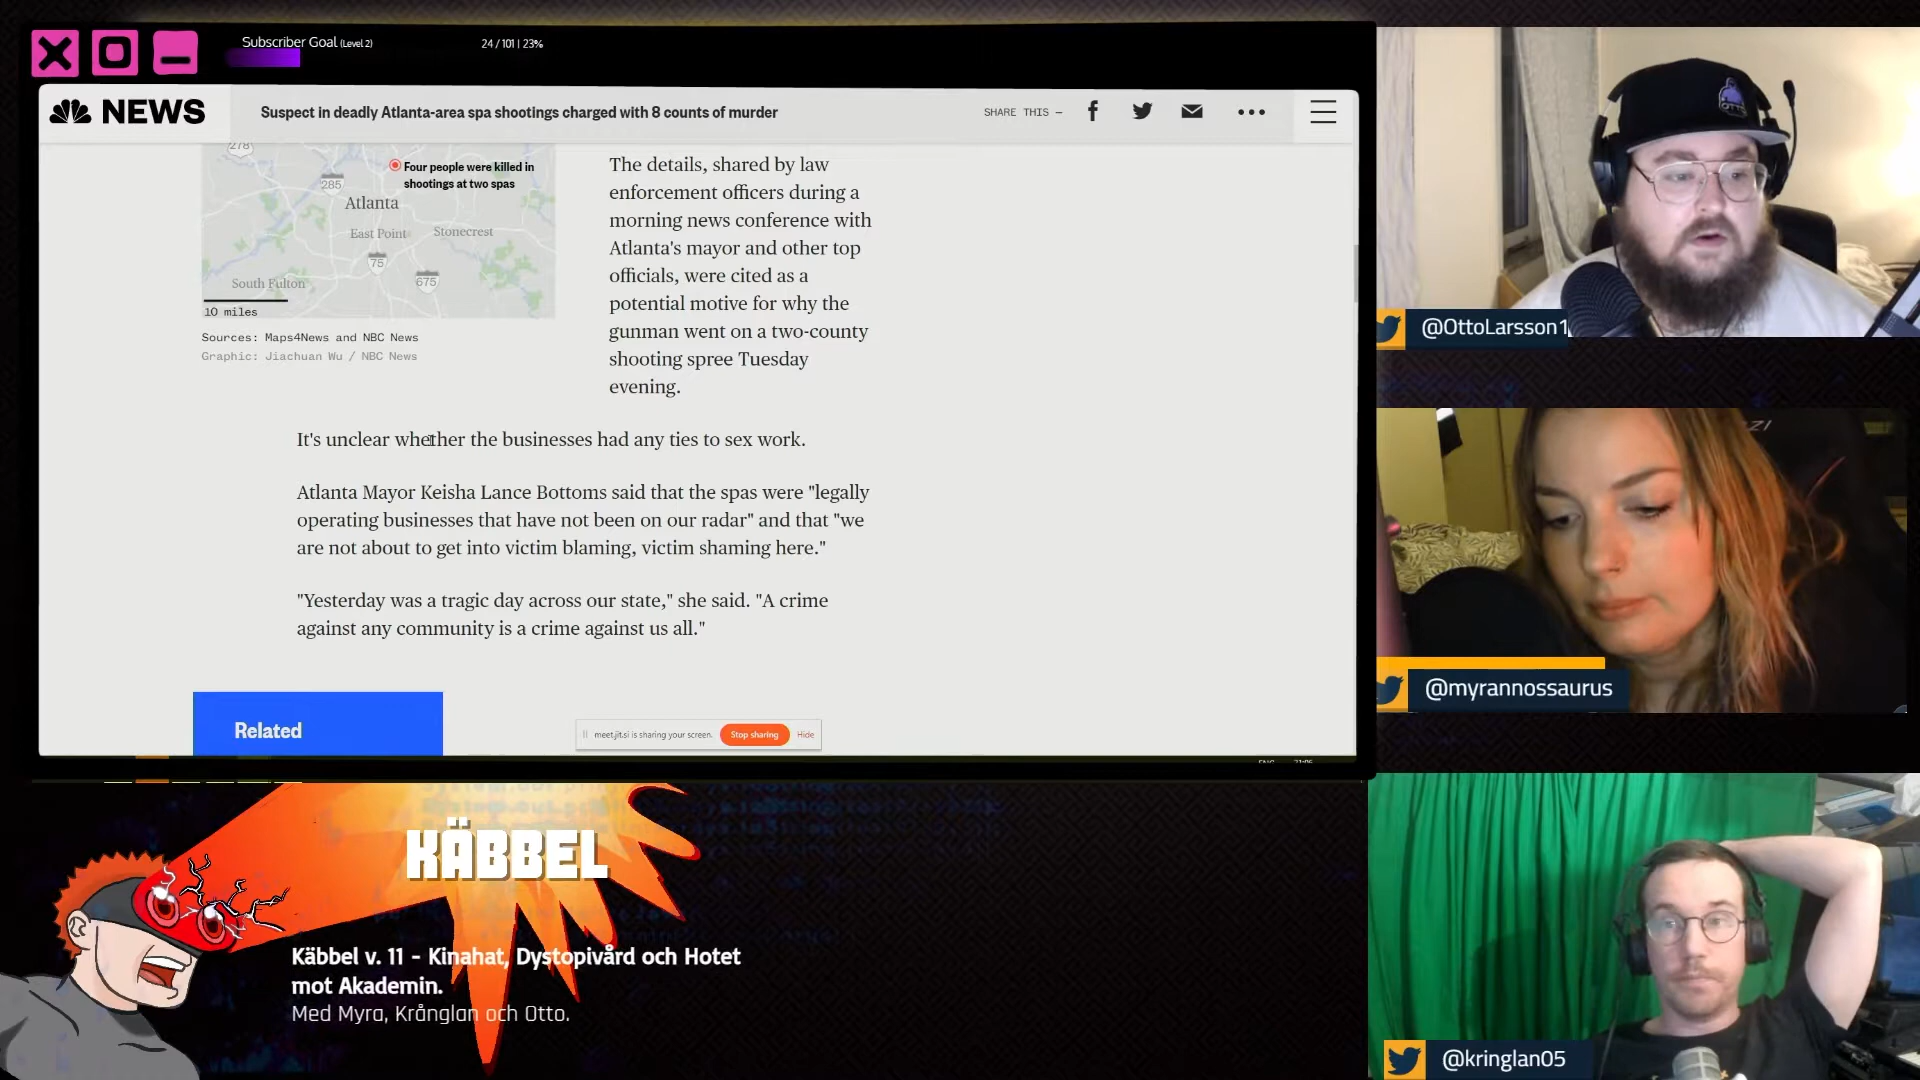 Subscriber Goal (Level 2)
24 / 101 | 23%
NEWS
Suspect in deadly Atlanta-area spa shootings charged with 8 counts of murder
SHARE THIS —
278
Four people were killed in
shootings at two spas
285
Atlanta
East Point
Stonecrest
75
675
South Fulton
10 miles
Sources: Maps4News and NBC News
Graphic: Jiachuan Wu / NBC News
The details, shared by law
enforcement officers during a
morning news conference with
Atlanta's mayor and other top
officials, were cited as a
potential motive for why the
gunman went on a two-county
shooting spree Tuesday
evening.
It's unclear whether the businesses had any ties to sex work.
Atlanta Mayor Keisha Lance Bottoms said that the spas were "legally
operating businesses that have not been on our radar" and that "we
are not about to get into victim blaming, victim shaming here."
"Yesterday was a tragic day across our state," she said. "A crime
against any community is a crime against us all."
Related
meet.jit.si is sharing your screen.
Stop sharing
Hide
@OttoLarsson1
@myrannossaurus
@kringlan05
KÄBBEL
Käbbel v. 11 - Kinahat, Dystopivård och Hotet
mot Akademin.
Med Myra, Krånglan och Otto.